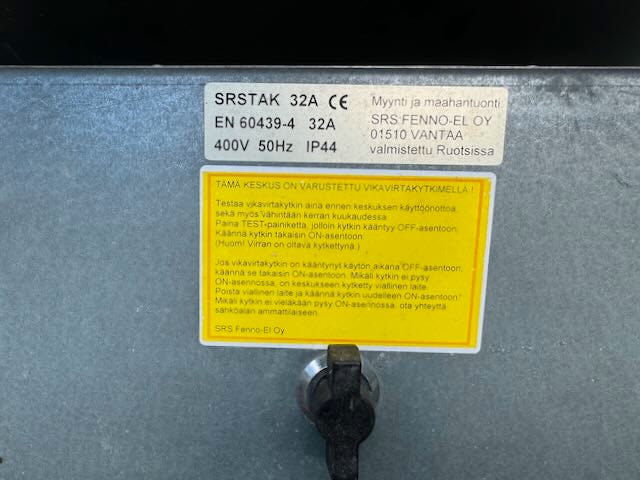 SRSTAK 32A CE
EN 60439-4 32A
400V 50Hz IP44
Myynti ja maahantuonti
SRS FENNO-EL OY
01510 VANTAA
valmistettu Ruotsissa
TÄMÄ KESKUS ON VARUSTETTU VIKAVIRTAKYTKIMELLÄ !
Testaa vikavirtakytkin aina ennen keskuksen käyttöönottoa
sekä myös vähintään kerran kuukaudessa.
Paina TEST-painiketta, jolloin kytkin kääntyy OFF-asentoon.
Käännä kytkin takaisin ON-asentoon.
(Huom! Virran on oltava kytkettynä.)
Jos vikavirtakytkin on kääntynyt käytön aikana OFF-asentoon,
käännä se takaisin ON-asentoon. Mikäli kytkin ei pysy
ON-asennossa, on keskukseen kytketty viallinen laite.
Poista viallinen laite ja käännä kytkin uudelleen ON-asentoon.
Mikäli kytkin ei vieläkään pysy ON-asennossa, ota yhteyttä
sähköalan ammattilaiseen.
SRS Fenno-El Oy